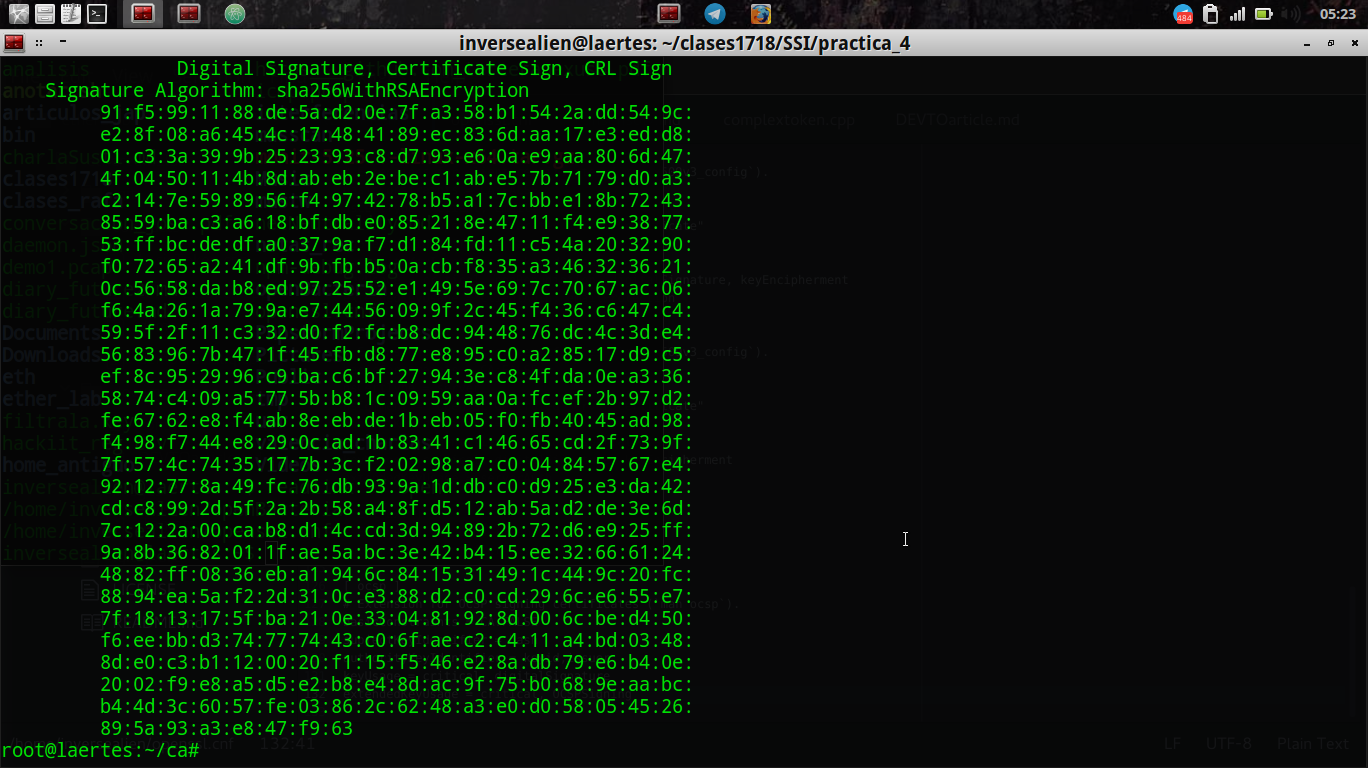 484
05:23
inversealien@laertes: ~/clases1718/SSI/practica_4
Digital Signature, Certificate Sign, CRL Sign
Signature Algorithm: sha256WithRSAEncryption
91:f5:99:11:88:de:5a:d2:0e:7f:a3:58:b1:54:2a:dd:54:9c:
e2:8f:08:a6:45:4c:17:48:41:89:ec:83:6d:aa:17:e3:ed:d8:
01:c3:3a:39:9b:25:23:93:c8:d7:93:e6:0a:e9:aa:80:6d:47:
4f:04:50:11:4b:8d:ab:eb:2e:be:c1:ab:e5:7b:71:79:d0:a3:
c2:14:7e:59:89:56:f4:97:42:78:b5:a1:7c:bb:e1:8b:72:43:
85:59:ba:c3:a6:18:bf:db:e0:85:21:8e:47:11:f4:e9:38:77:
53:ff:bc:de:df:a0:37:9a:f7:d1:84:fd:11:c5:4a:20:32:90:
f0:72:65:a2:41:df:9b:fb:b5:0a:cb:f8:35:a3:46:32:36:21:
0c:56:58:da:b8:ed:97:25:52:e1:49:5e:69:7c:70:67:ac:06:
f6:4a:26:1a:79:9a:e7:44:56:09:9f:2c:45:f4:36:c6:47:c4:
59:5f:2f:11:c3:32:d0:f2:fc:b8:dc:94:48:76:dc:4c:3d:e4:
56:83:96:7b:47:1f:45:fb:d8:77:e8:95:c0:a2:85:17:d9:c5:
ef:8c:95:29:96:c9:ba:c6:bf:27:94:3e:c8:4f:da:0e:a3:36:
58:74:c4:09:a5:77:5b:b8:1c:09:59:aa:0a:fc:ef:2b:97:d2:
fe:67:62:e8:f4:ab:8e:eb:de:1b:eb:05:f0:fb:40:45:ad:98:
f4:98:f7:44:e8:29:0c:ad:1b:83:41:c1:46:65:cd:2f:73:9f:
7f:57:4c:74:35:17:7b:3c:f2:02:98:a7:c0:04:84:57:67:e4:
92:12:77:8a:49:fc:76:db:93:9a:1d:db:c0:d9:25:e3:da:42:
cd:c8:99:2d:5f:2a:2b:58:a4:8f:d5:12:ab:5a:d2:de:3e:6d:
7c:12:2a:00:ca:b8:d1:4c:cd:3d:94:89:2b:72:d6:e9:25:ff:
9a:8b:36:82:01:1f:ae:5a:bc:3e:42:b4:15:ee:32:66:61:24:
48:82:ff:08:36:eb:a1:94:6c:84:15:31:49:1c:44:9c:20:fc:
88:94:ea:5a:f2:2d:31:0c:e3:88:d2:c0:cd:29:6c:e6:55:e7:
7f:18:13:17:5f:ba:21:0e:33:04:81:92:8d:00:6c:be:d4:50:
f6:ee:bb:d3:74:77:74:43:c0:6f:ae:c2:c4:11:a4:bd:03:48:
8d:e0:c3:b1:12:00:20:f1:15:f5:46:e2:8a:db:79:e6:b4:0e:
20:02:f9:e8:a5:d5:e2:b8:e4:8d:ac:9f:75:b0:68:9e:aa:bc:
b4:4d:3c:60:57:fe:03:86:2c:62:48:a3:e0:d0:58:05:45:26:
89:5a:93:a3:e8:47:f9:63
root@laertes:~/ca#
132:41
LF UTF-8 Plain Text
analisis
bin
Documents
Downloads
eth
complextoken.cpp
DEVTOarticle.md